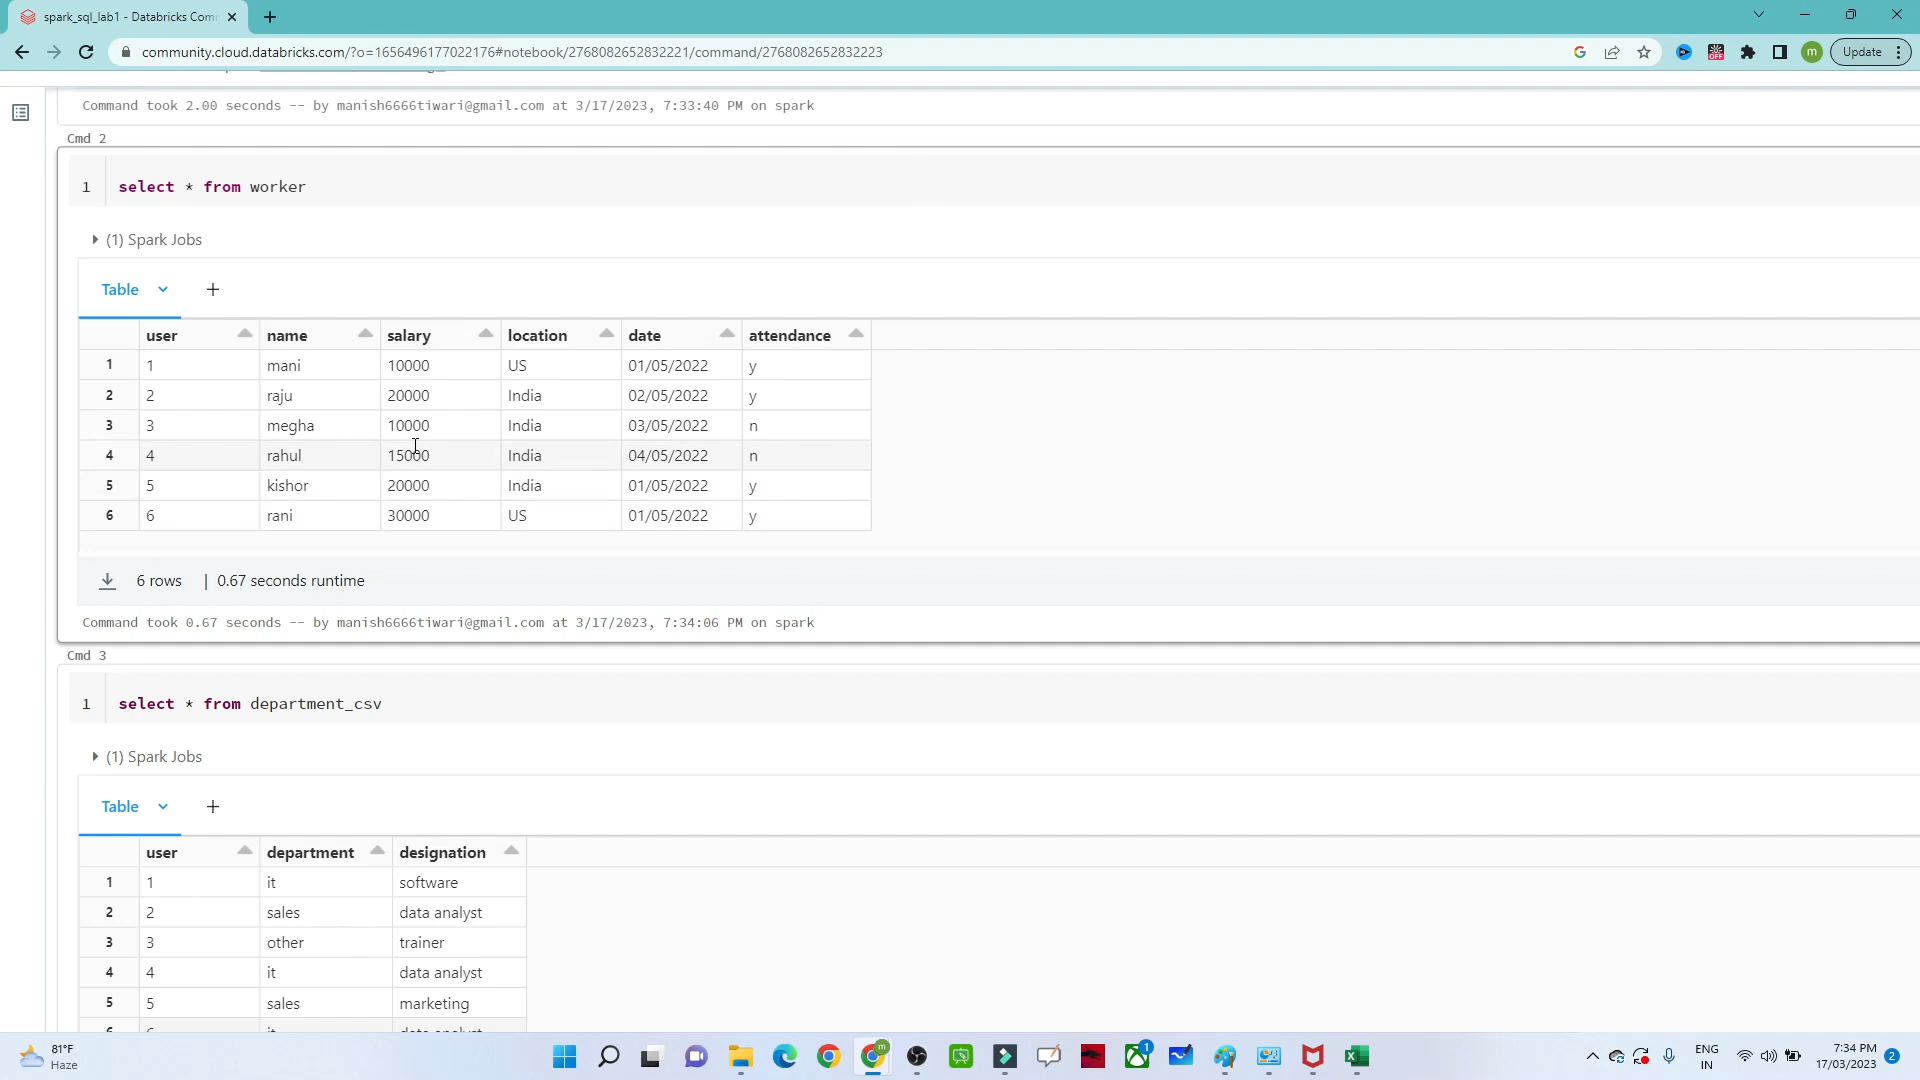 spark_sql_lab1 - Databricks Com
community.cloud.databricks.com/?o=1656496177022176#notebook/2768082652832221/command/2768082652832223
OFF
m
Update
Command took 2.00 seconds -- by manish6666tiwari@gmail.com at 3/17/2023, 7:33:40 PM on spark
Cmd 2
1 select * from worker
(1) Spark Jobs
Table
user name salary location date attendance
1 1 mani 10000 US 01/05/2022 y
2 2 raju 20000 India 02/05/2022 y
3 3 megha 10000 India 03/05/2022 n
4 4 rahul 15000 India 04/05/2022 n
5 5 kishor 20000 India 01/05/2022 y
6 6 rani 30000 US 01/05/2022 y
6 rows | 0.67 seconds runtime
Command took 0.67 seconds -- by manish6666tiwari@gmail.com at 3/17/2023, 7:34:06 PM on spark
Cmd 3
1 select * from department_csv
(1) Spark Jobs
Table
user department designation
1 1 it software
2 2 sales data analyst
3 3 other trainer
4 4 it data analyst
5 5 sales marketing
6 6 it data analyst
81°F
Haze
m
1
ENG
IN
7:34 PM
17/03/2023
2